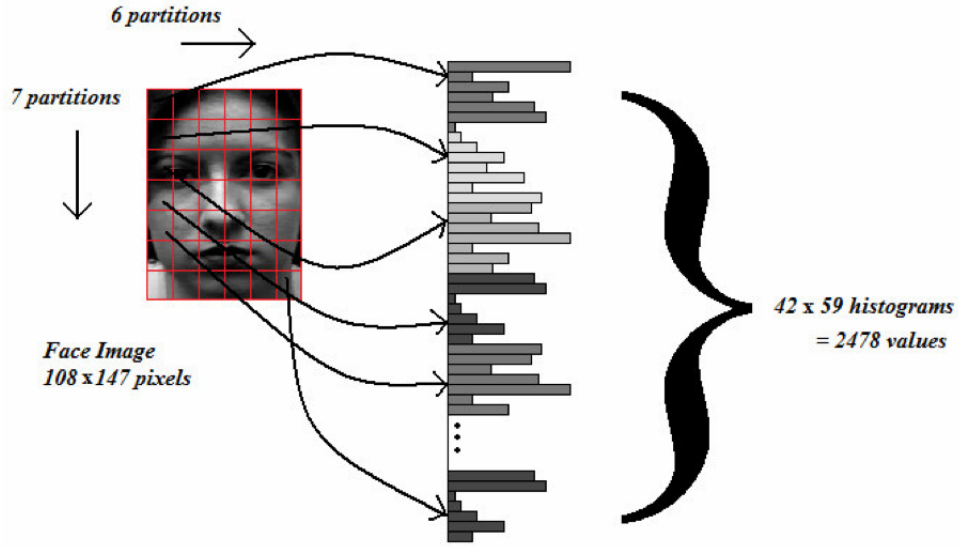 6 partitions
7 partitions
Face Image
108 x 147 pixels
42 x 59 histograms
= 2478 values